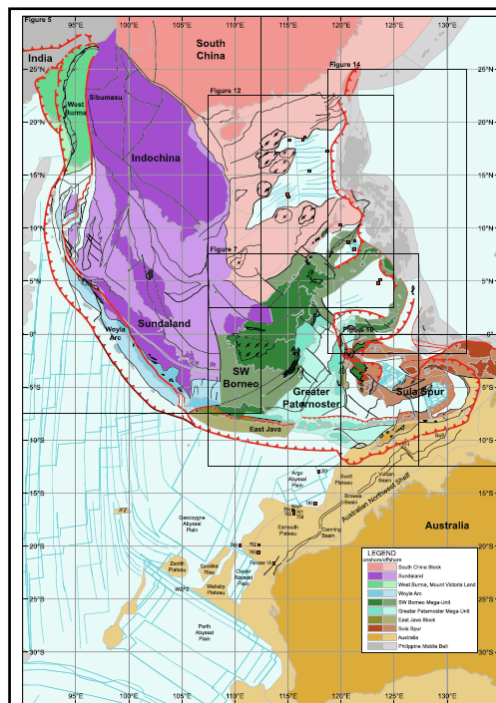 Figure 5
India
South
China
Figure 14
25°N
Sibumasu
West
Burma
Figure 12
20°N
Indochina
15°N
10°N
Figure 7
5°N
0°
Woyla
Arc
Sundaland
SW
Borneo
Greater
Paternoster
Sula Spur
5°S
East Java
10°S
Argo
Abyssal
Plain
Scott
Plateau
Browse
Basin
Australian Northwest Shelf
15°S
Gascoyne
Abyssal
Plain
Exmouth
Plateau
Canning
Basin
Australia
20°S
Zenith
Plateau
Wallaby
Plateau
Cuvier
Abyssal
Plain
WZFZ
Perth
Abyssal
Plain
25°S
30°S
LEGEND
onshore/offshore
South China Block
Sundaland
West Burma, Mount Victoria Land
Woyla Arc
SW Borneo Mega-Unit
Greater Paternoster Mega-Unit
East Java Block
Sula Spur
Australia
Philippine Mobile Belt
95°E
100°E
105°E
110°E
115°E
120°E
125°E
130°E